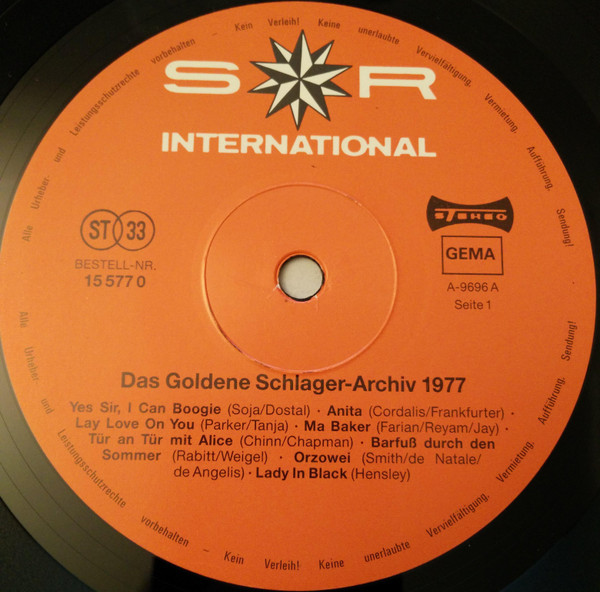 Alle Urheber- und Leistungsschutzrechte vorbehalten – Kein Verleih! Keine unerlaubte Vervielfältigung, Vermietung, Aufführung, Sendung!
S R
INTERNATIONAL
ST 33
STEREO
BESTELL-NR.
15 577 0
GEMA
A-9696 A
Seite 1
Das Goldene Schlager-Archiv 1977
Yes Sir, I Can Boogie (Soja/Dostal) · Anita (Cordalis/Frankfurter) ·
Lay Love On You (Parker/Tanja) · Ma Baker (Farian/Reyam/Jay) ·
Tür an Tür mit Alice (Chinn/Chapman) · Barfuß durch den
Sommer (Rabitt/Weigel) · Orzowei (Smith/de Natale/
de Angelis) · Lady In Black (Hensley)
Alle Urheber- und Leistungsschutzrechte vorbehalten – Kein Verleih! Keine unerlaubte Vervielfältigung, Vermietung, Aufführung, Sendung!